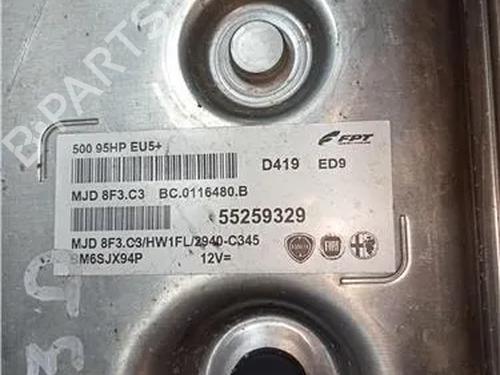 500 95HP EU5+
FPT
D419 ED9
MJD 8F3.C3 BC.0116480.B
55259329
MJD 8F3.C3/HW1FL/2940-C345
BM6SJX94P 12V=
FIAT
B-PARTS